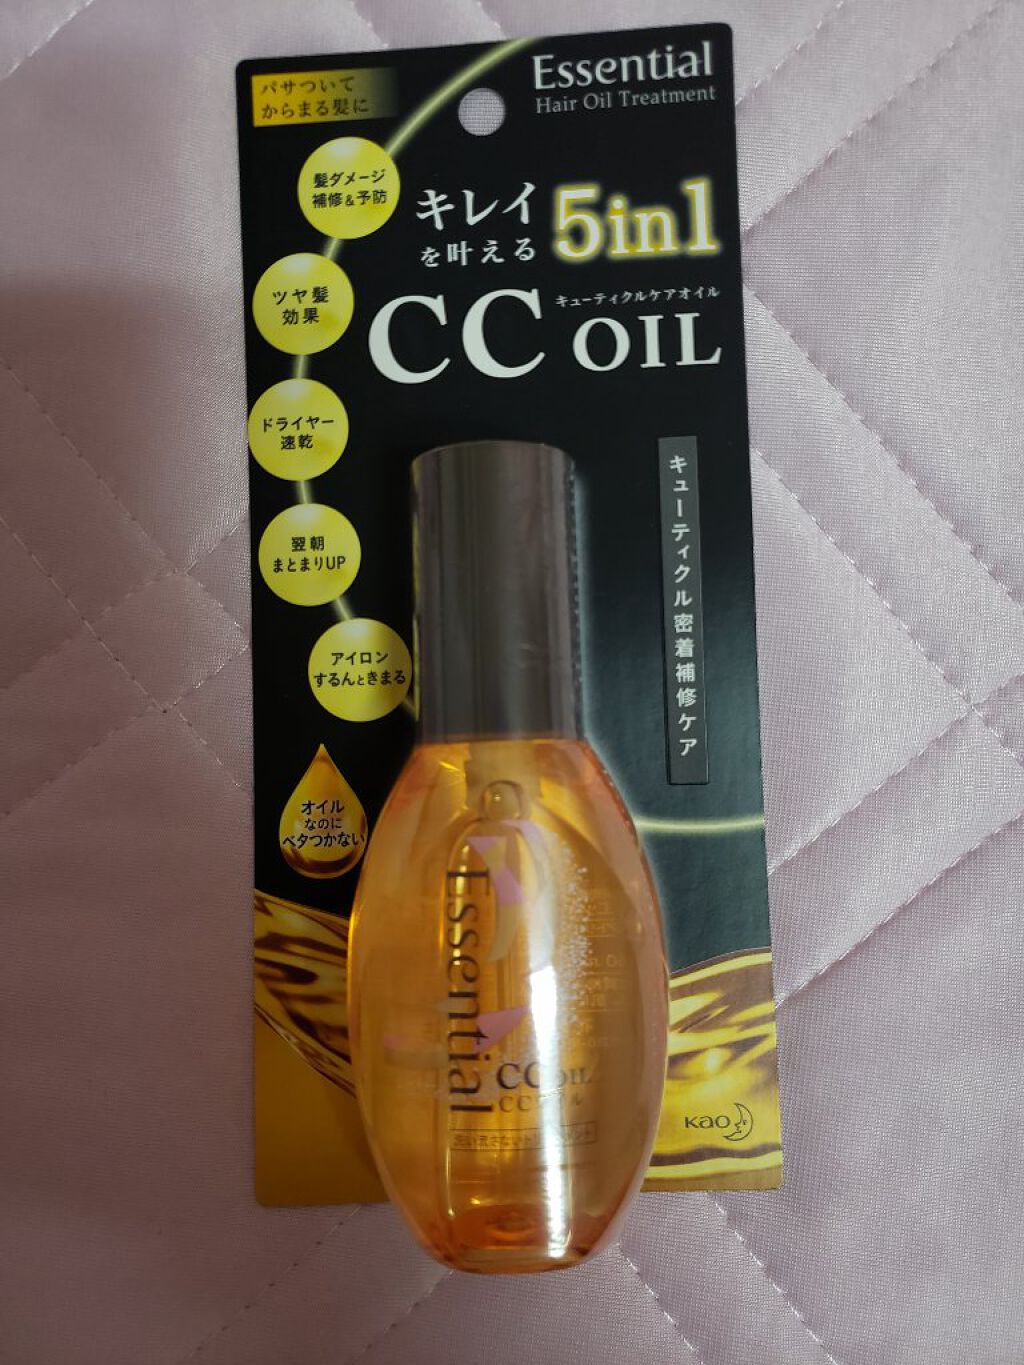 Essential
Hair Oil Treatment
パサついて
からまる髪に
髪ダメージ
補修&予防
キレイ
を叶える
5in1
キューティクルケアオイル
CC OIL
ツヤ髪
効果
ドライヤー
速乾
翌朝
まとまりUP
アイロン
するんときまる
キューティクル密着補修ケア
オイル
なのに
ベタつかない
Essential
CC OIL
Kao